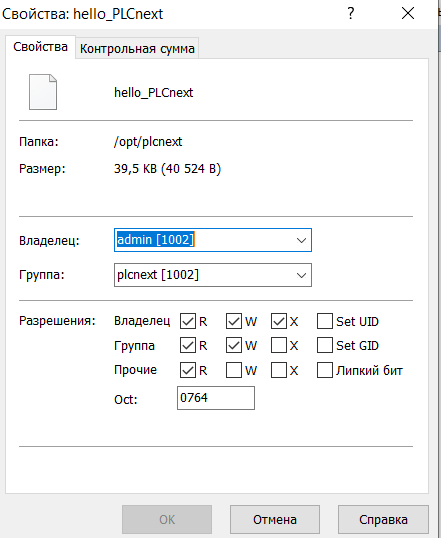 Свойства: hello_PLCnext
Свойства Контрольная сумма
hello_PLCnext
Папка: /opt/plcnext
Размер: 39,5 KB (40 524 B)
Владелец: admin [1002]
Группа: plcnext [1002]
Разрешения: Владелец R W X Set UID
Группа R W X Set GID
Прочие R W X Липкий бит
Oct: 0764
OK Отмена Справка